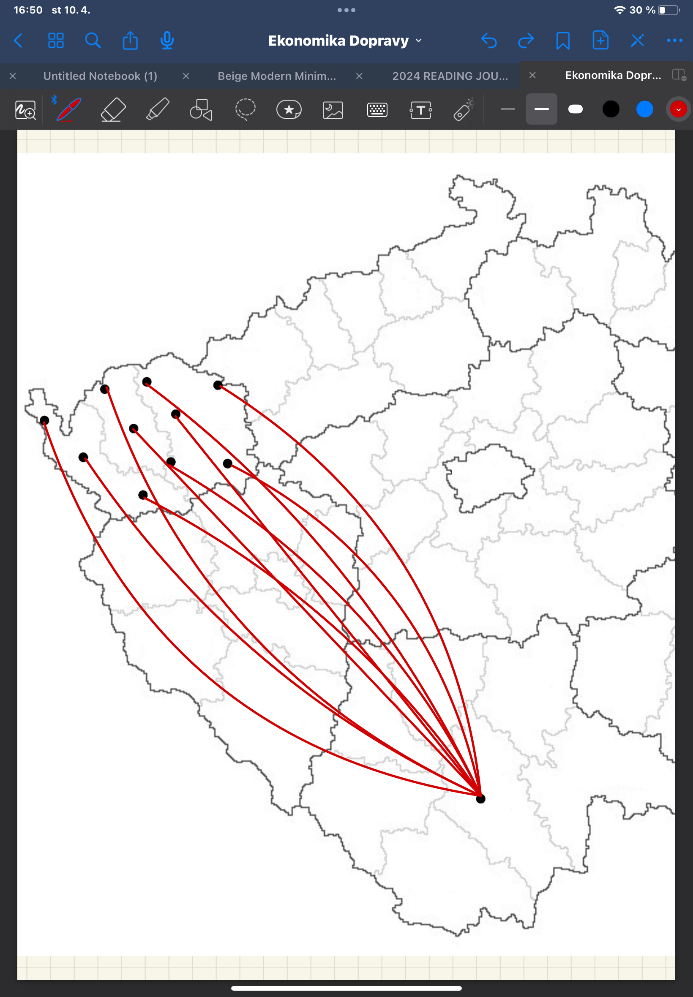 16:50 st 10. 4. 30 %
Ekonomika Dopravy
Untitled Notebook (1) Beige Modern Minim... 2024 READING JOU... Ekonomika Dopr...
T